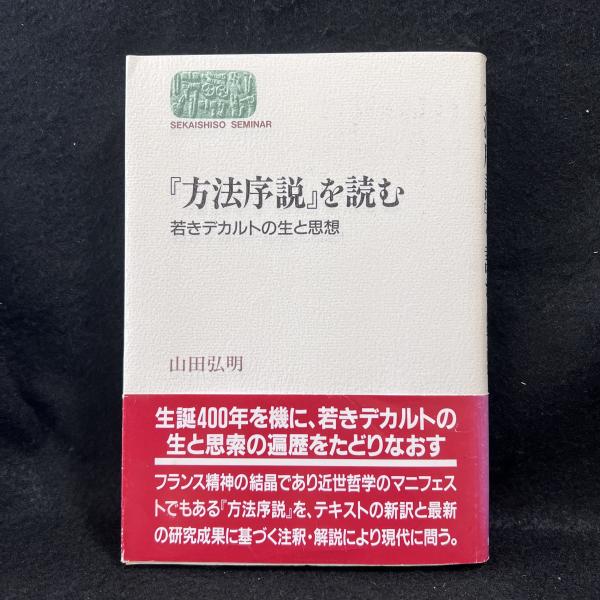 SEKAISHISO SEMINAR
『方法序説』を読む
若きデカルトの生と思想
山田弘明
生誕400年を機に、若きデカルトの
生と思索の遍歴をたどりなおす
フランス精神の結晶であり近世哲学のマニフェス
トでもある『方法序説』を、テキストの新訳と最新
の研究成果に基づく注釈・解説により現代に問う。